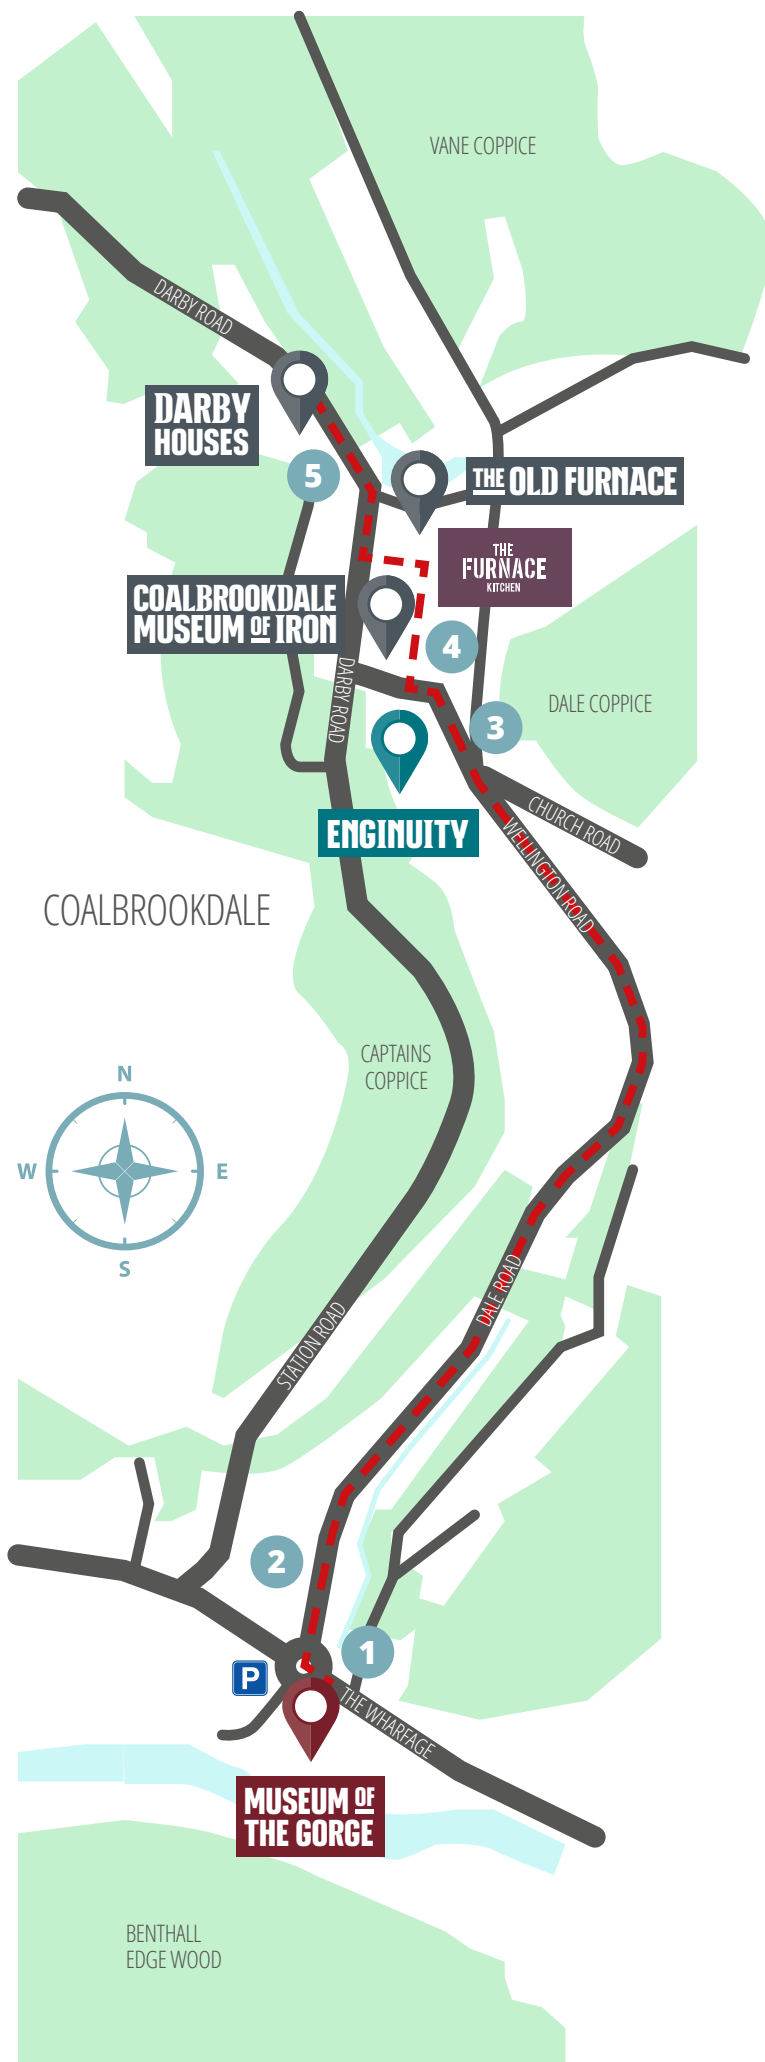 VANE COPPICE
DARBY ROAD
DARBY
HOUSES
5
THE OLD FURNACE
THE
FURNACE
KITCHEN
COALBROOKDALE
MUSEUM OF IRON
4
DARBY ROAD
DALE COPPICE
3
ENGINUITY
CHURCH ROAD
WELLINGTON ROAD
COALBROOKDALE
CAPTAINS
COPPICE
N
W
E
S
DALE ROAD
STATION ROAD
2
1
P
THE WHARFAGE
MUSEUM OF
THE GORGE
BENTHALL
EDGE WOOD